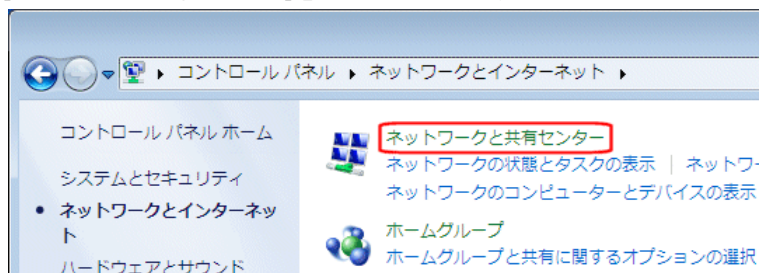 コントロール パネル ▸ ネットワークとインターネット ▸
コントロール パネル ホーム
システムとセキュリティ
• ネットワークとインターネッ
ト
ハードウェアとサウンド
ネットワークと共有センター
ネットワークの状態とタスクの表示 | ネットワー
ネットワークのコンピューターとデバイスの表示
ホームグループ
ホームグループと共有に関するオプションの選択